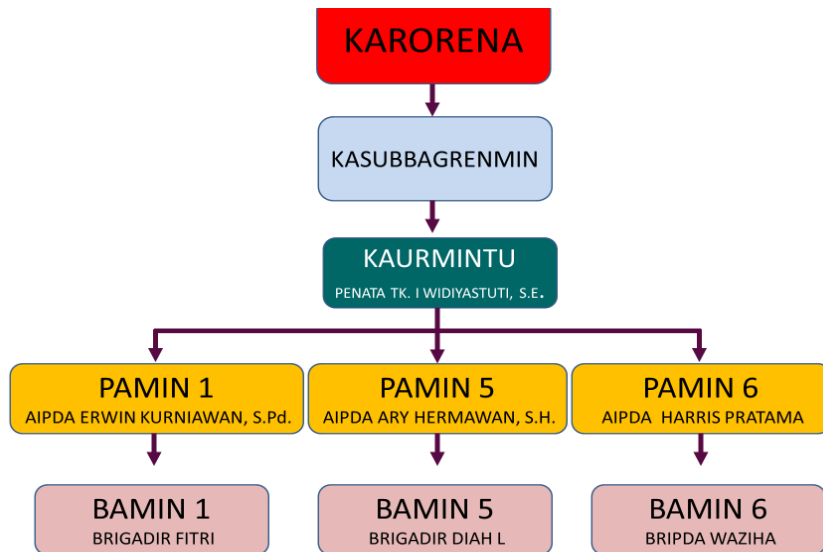 KARORENA
KASUBBAGRENMIN
KAURMINTU
PENATA TK. I WIDIYASTUTI, S.E.
PAMIN 1
AIPDA ERWIN KURNIAWAN, S.Pd.
PAMIN 5
AIPDA ARY HERMAWAN, S.H.
PAMIN 6
AIPDA HARRIS PRATAMA
BAMIN 1
BRIGADIR FITRI
BAMIN 5
BRIGADIR DIAH L
BAMIN 6
BRIPDA WAZIHA